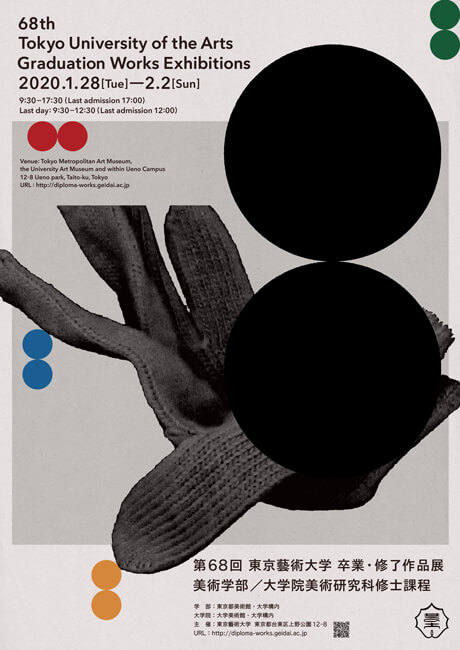 68th
Tokyo University of the Arts
Graduation Works Exhibitions
2020.1.28[Tue]—2.2[Sun]
9:30−17:30 (Last admission 17:00)
Last day: 9:30−12:30 (Last admission 12:00)
Venue: Tokyo Metropolitan Art Museum,
the University Art Museum and within Ueno Campus
12-8 Ueno park, Taito-ku, Tokyo
URL : http://diploma-works.geidai.ac.jp
第68回 東京藝術大学 卒業・修了作品展
美術学部／大学院美術研究科修士課程
学　部：東京都美術館・大学構内
大学院：大学美術館・大学構内
主　催：東京藝術大学 東京都台東区上野公園 12-8
URL : http://diploma-works.geidai.ac.jp